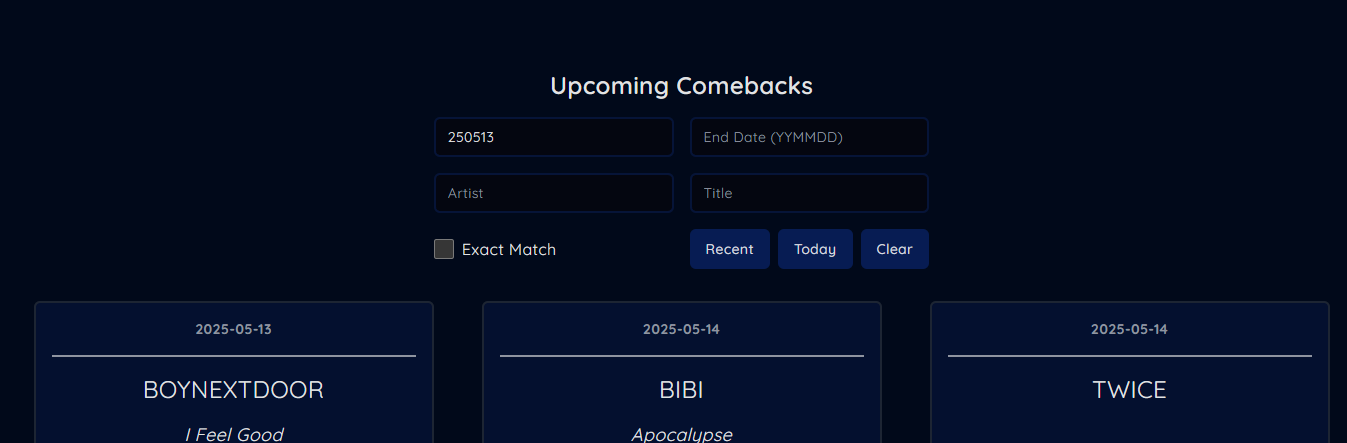 Upcoming Comebacks
250513
End Date (YYMMDD)
Artist
Title
Exact Match
Recent
Today
Clear
2025-05-13
BOYNEXTDOOR
I Feel Good
2025-05-14
BIBI
Apocalypse
2025-05-14
TWICE